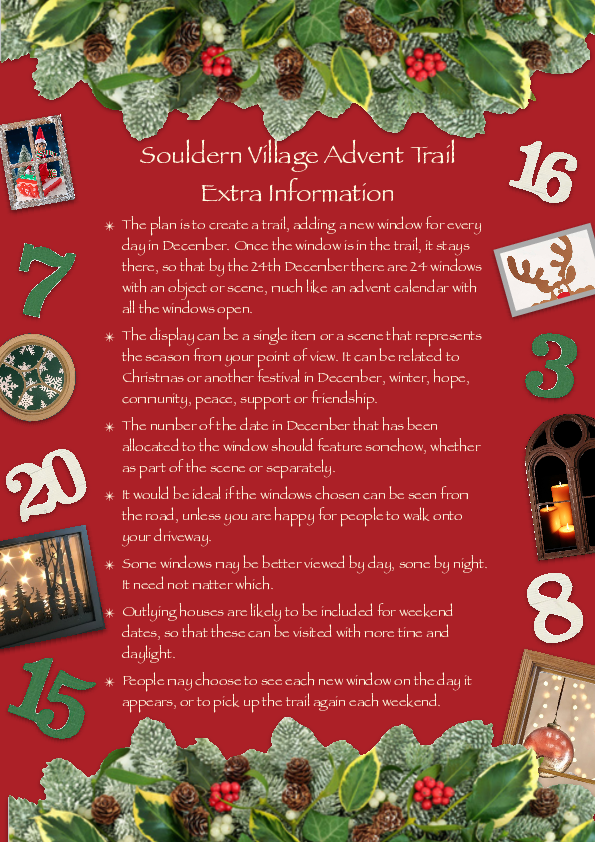 Souldern Village Advent Trail
Extra Information
The plan is to create a trail, adding a new window for every
day in December. Once the window is in the trail, it stays
there, so that by the 24th December there are 24 windows
with an object or scene, much like an advent calendar with
all the windows open.
The display can be a single item or a scene that represents
the season from your point of view. It can be related to
Christmas or another festival in December, winter, hope,
community, peace, support or friendship.
The number of the date in December that has been
allocated to the window should feature somehow, whether
as part of the scene or separately.
It would be ideal if the windows chosen can be seen from
the road, unless you are happy for people to walk onto
your driveway.
Some windows may be better viewed by day, some by night.
It need not matter which.
Outlying houses are likely to be included for weekend
dates, so that these can be visited with more time and
daylight.
People may choose to see each new window on the day it
appears, or to pick up the trail again each weekend.
7
20
15
16
3
8